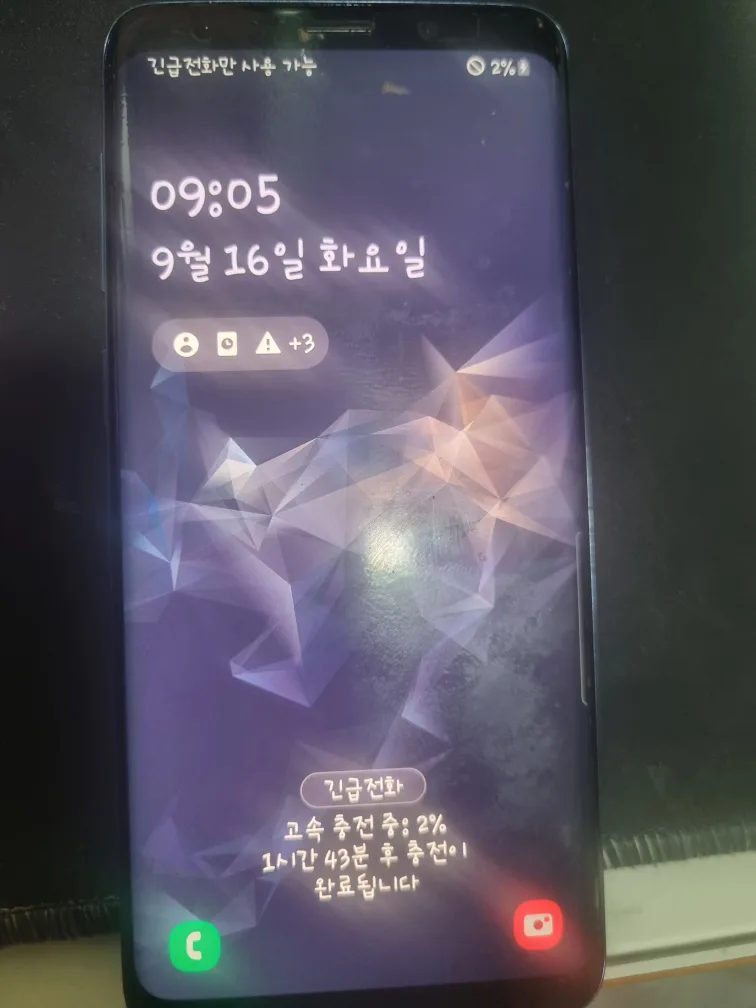 긴급전화만 사용 가능 2%
09:05
9월 16일 화요일
+3
긴급전화
고속 충전 중: 2%
1시간 43분 후 충전이
완료됩니다